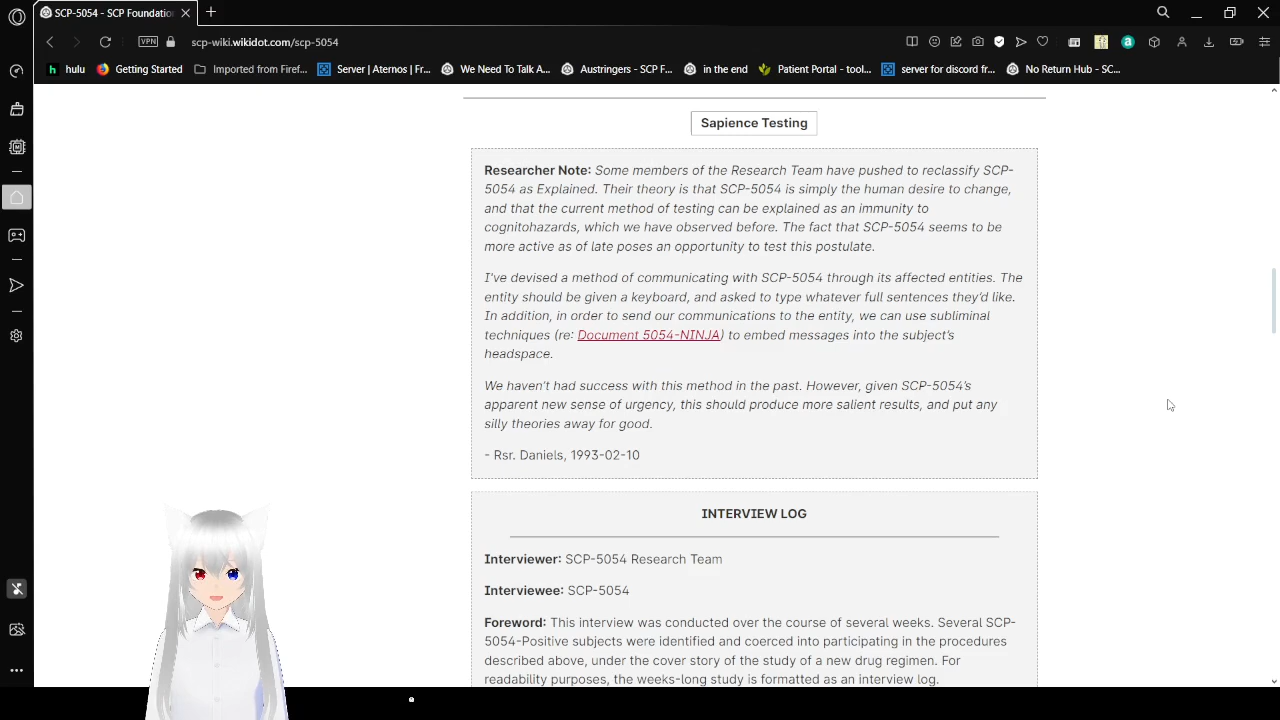 SCP-5054 - SCP Foundatio
scp-wiki.wikidot.com/scp-5054
VPN
hulu
Getting Started
Imported from Firef...
Server | Aternos | Fr...
We Need To Talk A...
Austringers - SCP F...
in the end
Patient Portal - tool...
server for discord fr...
No Return Hub - SC...
Sapience Testing
Researcher Note: Some members of the Research Team have pushed to reclassify SCP-
5054 as Explained. Their theory is that SCP-5054 is simply the human desire to change,
and that the current method of testing can be explained as an immunity to
cognitohazards, which we have observed before. The fact that SCP-5054 seems to be
more active as of late poses an opportunity to test this postulate.
I've devised a method of communicating with SCP-5054 through its affected entities. The
entity should be given a keyboard, and asked to type whatever full sentences they'd like.
In addition, in order to send our communications to the entity, we can use subliminal
techniques (re: Document 5054-NINJA) to embed messages into the subject's
headspace.
We haven't had success with this method in the past. However, given SCP-5054's
apparent new sense of urgency, this should produce more salient results, and put any
silly theories away for good.
- Rsr. Daniels, 1993-02-10
INTERVIEW LOG
Interviewer: SCP-5054 Research Team
Interviewee: SCP-5054
Foreword: This interview was conducted over the course of several weeks. Several SCP-
5054-Positive subjects were identified and coerced into participating in the procedures
described above, under the cover story of the study of a new drug regimen. For
readability purposes, the weeks-long study is formatted as an interview log.